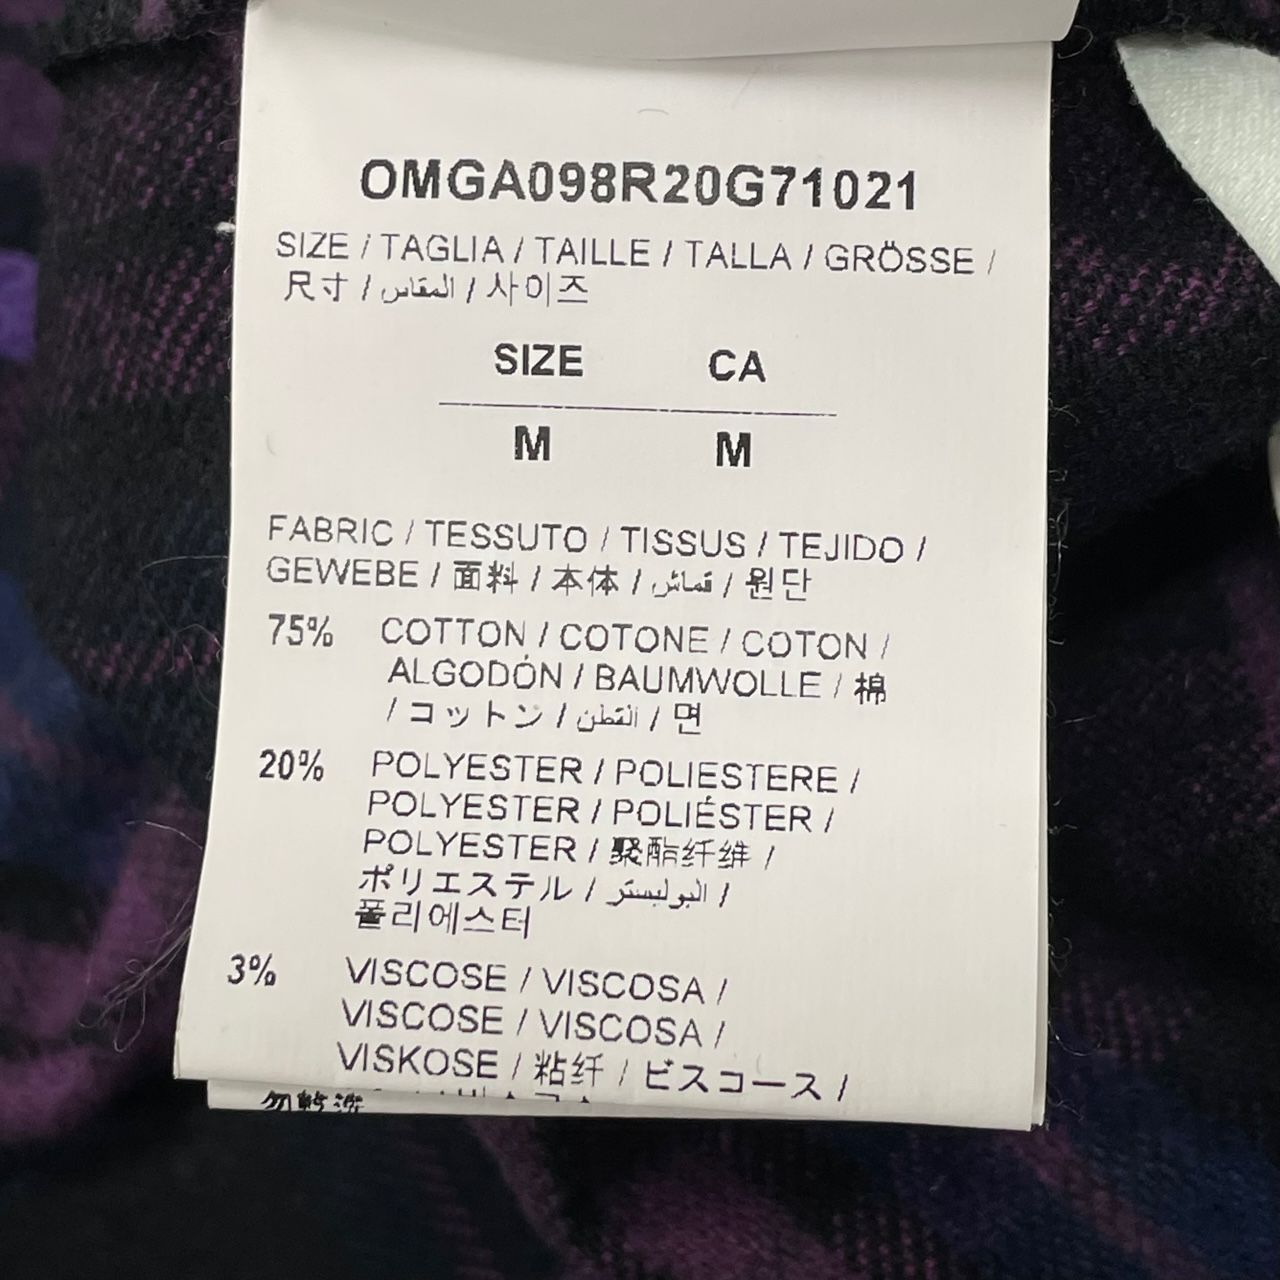 OMGA098R20G71021
SIZE / TAGLIA / TAILLE / TALLA / GRÖSSE /
尺寸 / المقاس / 사이즈
SIZE CA
M M
FABRIC / TESSUTO / TISSUS / TEJIDO /
GEWEBE / 面料 / 本体 / قماش / 원단
75% COTTON / COTONE / COTON /
ALGODÓN / BAUMWOLLE / 棉
/ コットン / القطن / 면
20% POLYESTER / POLIESTERE /
POLYESTER / POLIÉSTER /
POLYESTER / 聚酯纤维 /
ポリエステル / البوليستر /
폴리에스터
3% VISCOSE / VISCOSA /
VISCOSE / VISCOSA /
VISKOSE / 粘纤 / ビスコース /